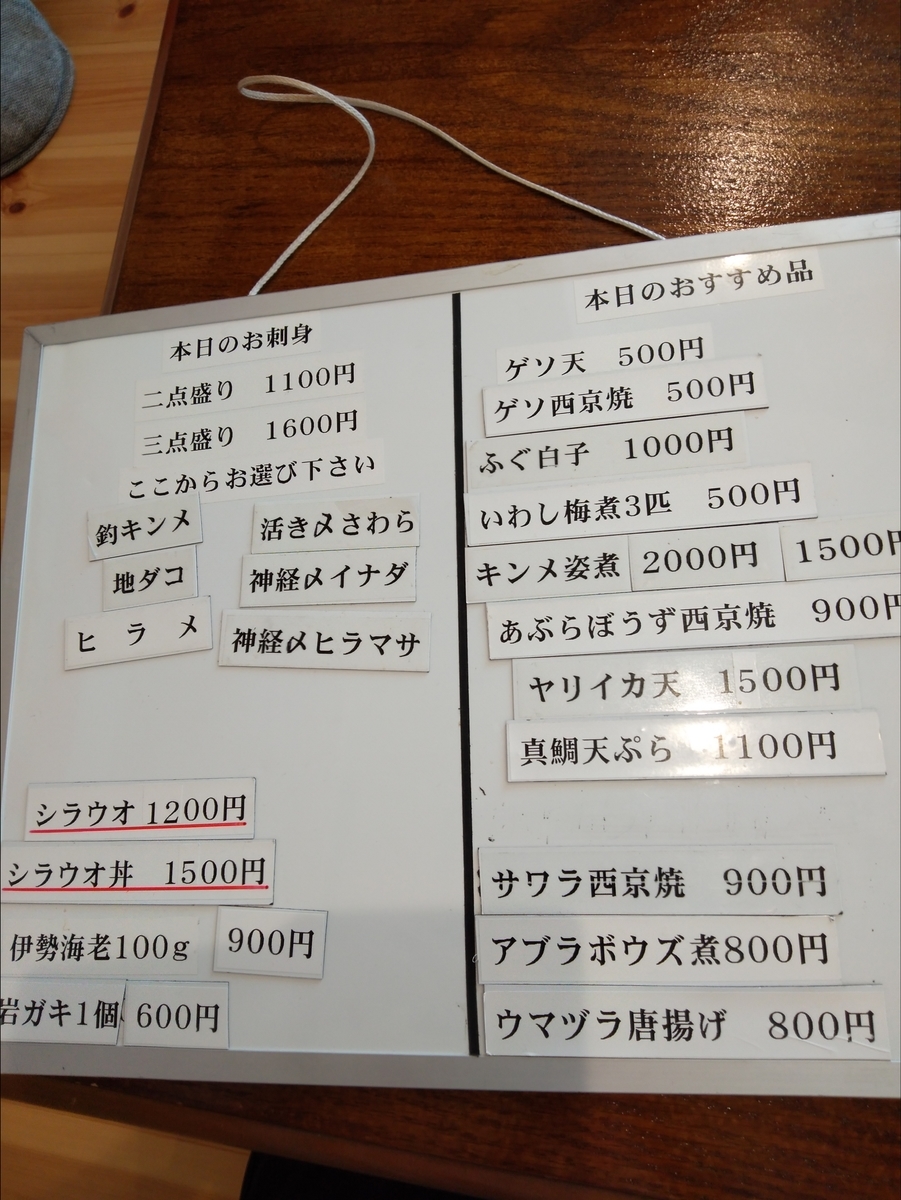 本日のお刺身
二点盛り 1100円
三点盛り 1600円
ここからお選び下さい
釣キンメ 活き〆さわら
地ダコ 神経〆イナダ
ヒラメ 神経〆ヒラマサ
シラウオ 1200円
シラウオ丼 1500円
伊勢海老100g 900円
岩ガキ1個 600円
本日のおすすめ品
ゲソ天 500円
ゲソ西京焼 500円
ふぐ白子 1000円
いわし梅煮3匹 500円
キンメ姿煮 2000円 1500円
あぶらぼうず西京焼 900円
ヤリイカ天 1500円
真鯛天ぷら 1100円
サワラ西京焼 900円
アブラボウズ煮800円
ウマヅラ唐揚げ 800円